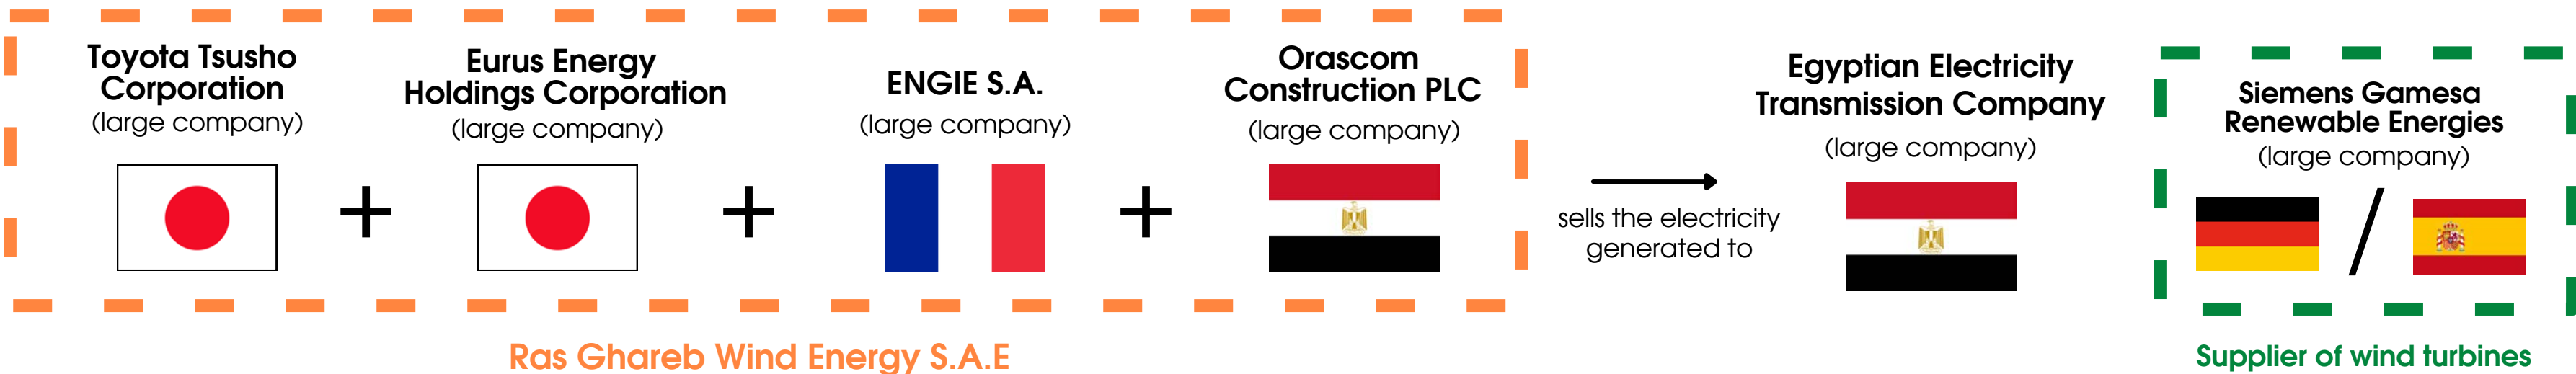 Toyota Tsusho
Corporation
(large company)
Eurus Energy
Holdings Corporation
(large company)
ENGIE S.A.
(large company)
Orascom
Construction PLC
(large company)
+
+
+
Ras Ghareb Wind Energy S.A.E
sells the electricity
generated to
Egyptian Electricity
Transmission Company
(large company)
Siemens Gamesa
Renewable Energies
(large company)
/
Supplier of wind turbines